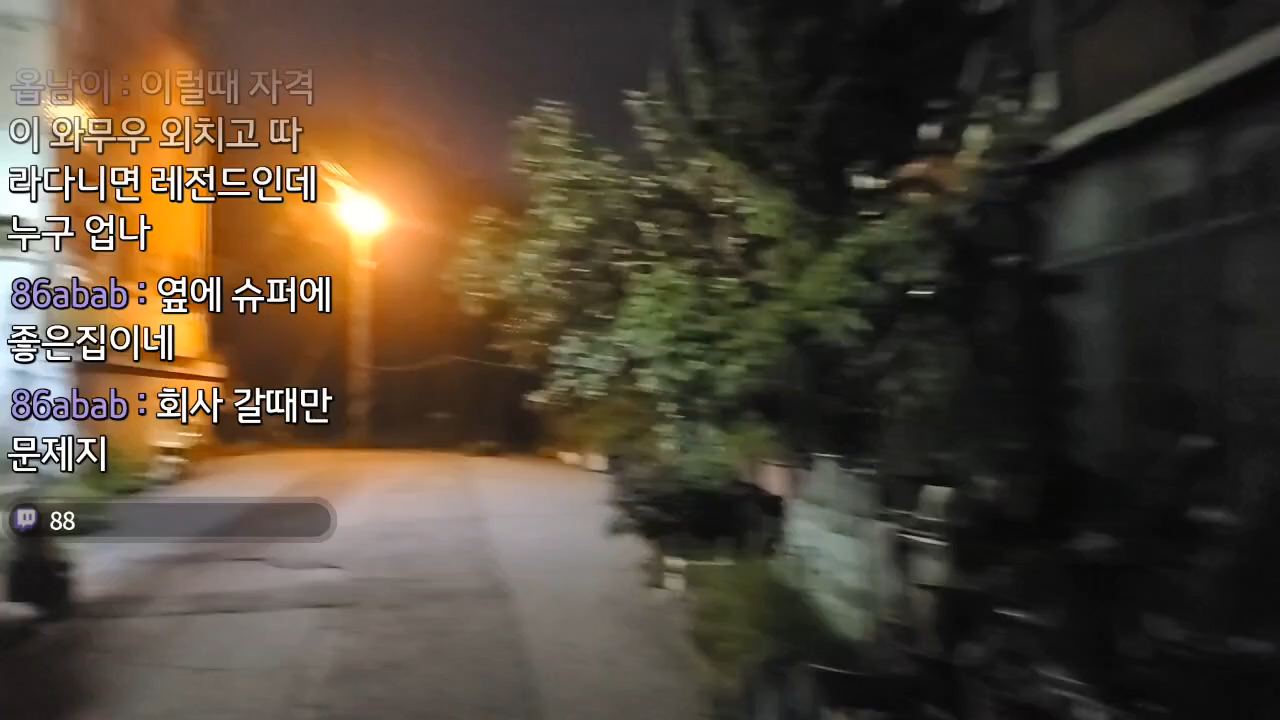 옵남이 : 이럴때 자격
이 와무우 외치고 따
라다니면 레전드인데
누구 업나
86abab : 옆에 슈퍼에
좋은집이네
86abab : 회사 갈때만
문제지
88